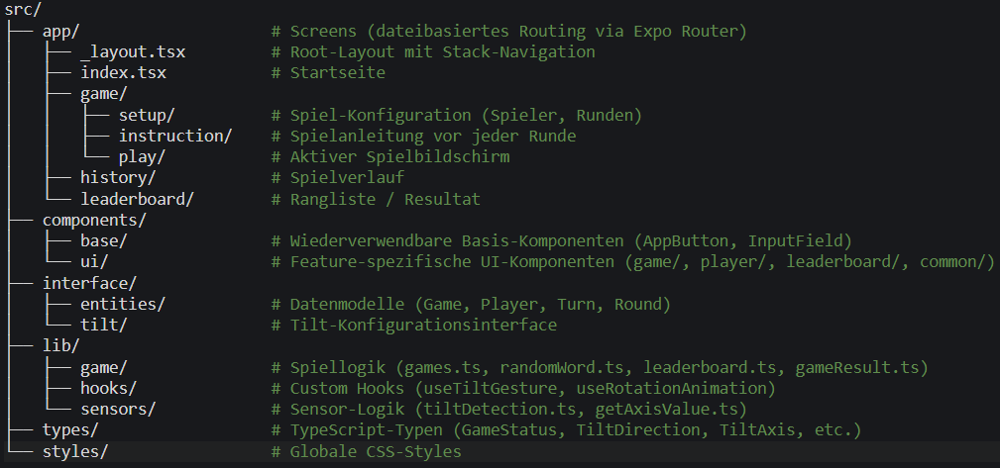 src/
├── app/                    # Screens (dateibasiertes Routing via Expo Router)
│   ├── _layout.tsx         # Root-Layout mit Stack-Navigation
│   ├── index.tsx           # Startseite
│   ├── game/
│   │   ├── setup/          # Spiel-Konfiguration (Spieler, Runden)
│   │   ├── instruction/    # Spielanleitung vor jeder Runde
│   │   └── play/           # Aktiver Spielbildschirm
│   ├── history/            # Spielverlauf
│   └── leaderboard/        # Rangliste / Resultat
├── components/
│   ├── base/               # Wiederverwendbare Basis-Komponenten (AppButton, InputField)
│   └── ui/                 # Feature-spezifische UI-Komponenten (game/, player/, leaderboard/, common/)
├── interface/
│   ├── entities/           # Datenmodelle (Game, Player, Turn, Round)
│   └── tilt/               # Tilt-Konfigurationsinterface
├── lib/
│   ├── game/               # Spiellogik (games.ts, randomWord.ts, leaderboard.ts, gameResult.ts)
│   ├── hooks/              # Custom Hooks (useTiltGesture, useRotationAnimation)
│   └── sensors/            # Sensor-Logik (tiltDetection.ts, getAxisValue.ts)
├── types/                  # TypeScript-Typen (GameStatus, TiltDirection, TiltAxis, etc.)
└── styles/                 # Globale CSS-Styles